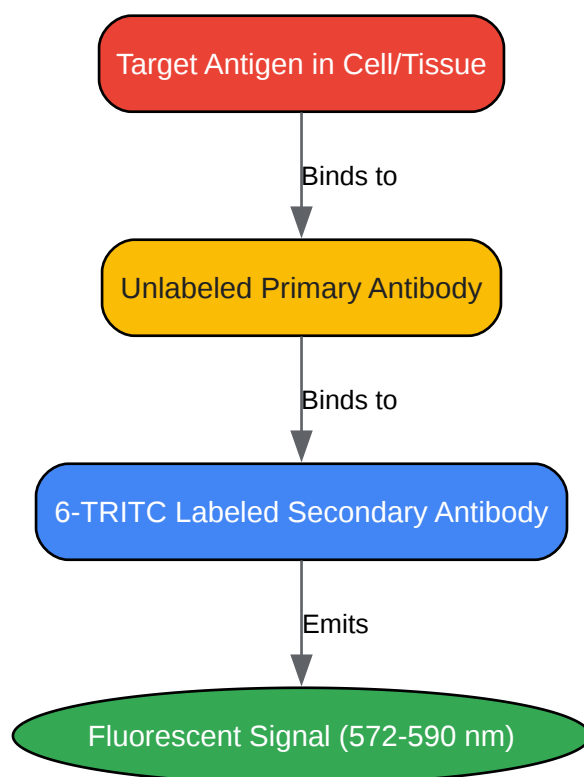 Target Antigen in Cell/Tissue
Binds to
Unlabeled Primary Antibody
Binds to
6-TRITC Labeled Secondary Antibody
Emits
Fluorescent Signal (572-590 nm)